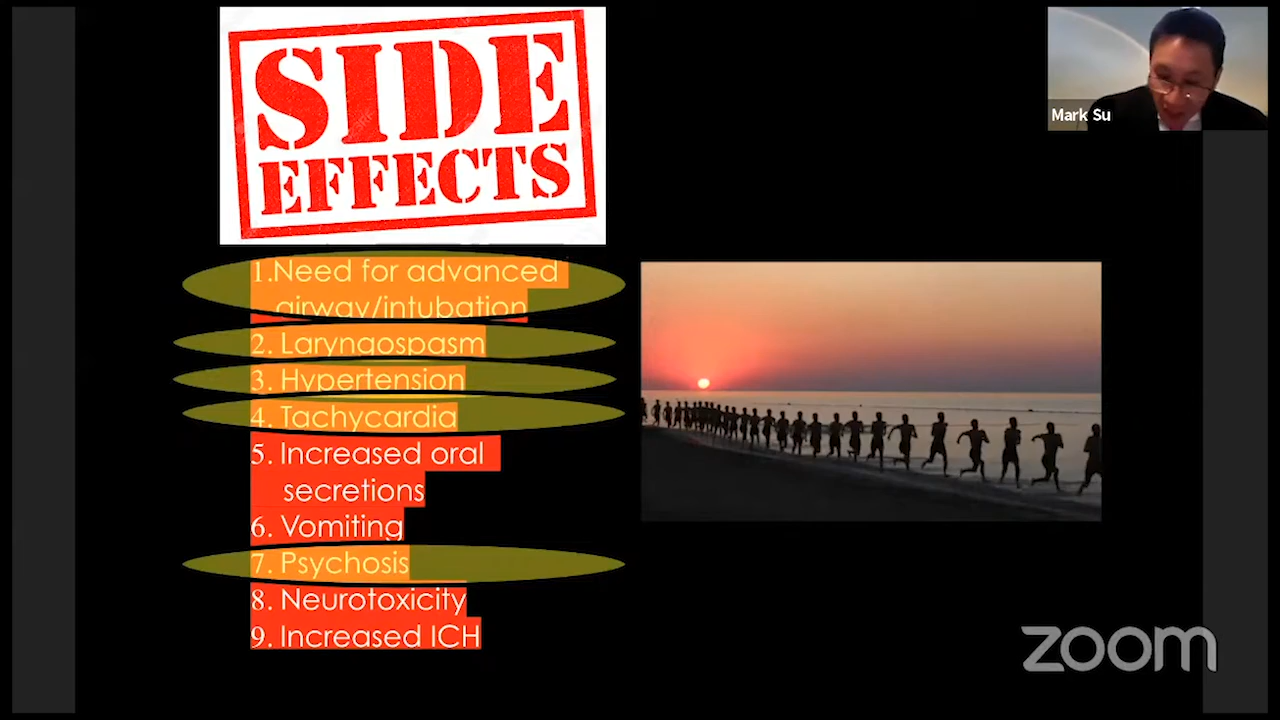 SIDE
EFFECTS
Mark Su
1.Need for advanced
airway/intubation
2. Laryngospasm
3. Hypertension
4. Tachycardia
5. Increased oral
secretions
6. Vomiting
7. Psychosis
8. Neurotoxicity
9. Increased ICH
zoom